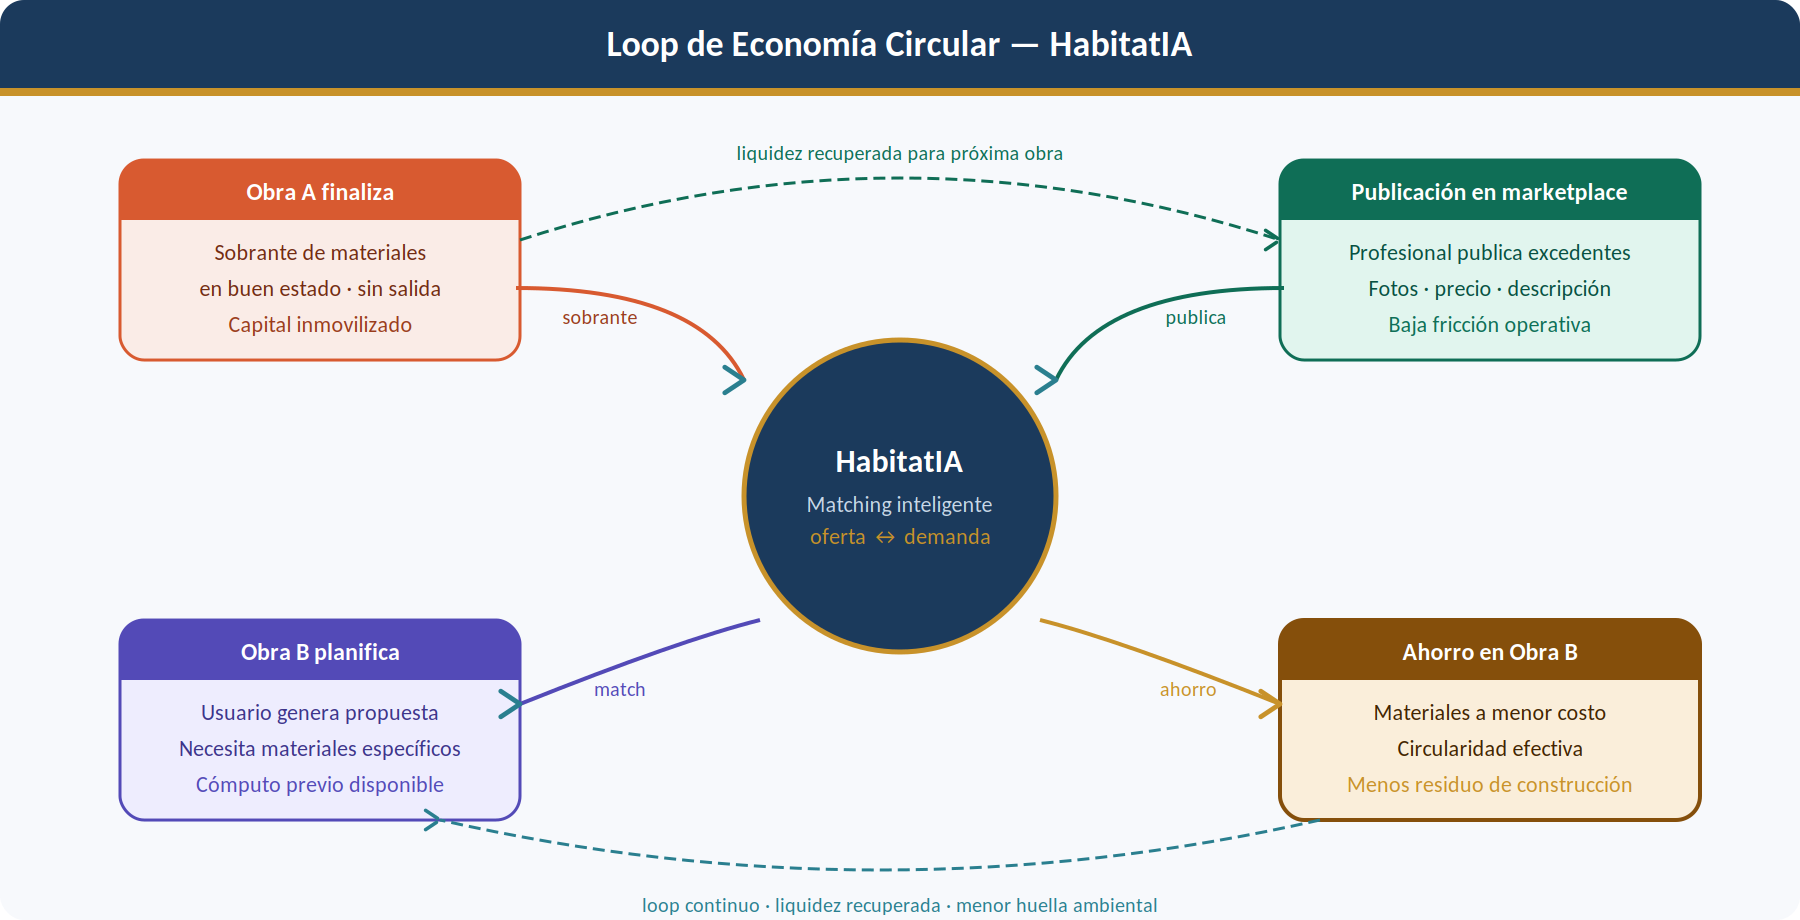 Loop de Economía Circular — HabitatIA
liquidez recuperada para próxima obra
Obra A finaliza
Sobrante de materiales
en buen estado · sin salida
Capital inmovilizado
sobrante
Publicación en marketplace
Profesional publica excedentes
Fotos · precio · descripción
Baja fricción operativa
publica
HabitatIA
Matching inteligente
oferta ↔ demanda
Obra B planifica
Usuario genera propuesta
Necesita materiales específicos
Cómputo previo disponible
match
ahorro
Ahorro en Obra B
Materiales a menor costo
Circularidad efectiva
Menos residuo de construcción
loop continuo · liquidez recuperada · menor huella ambiental